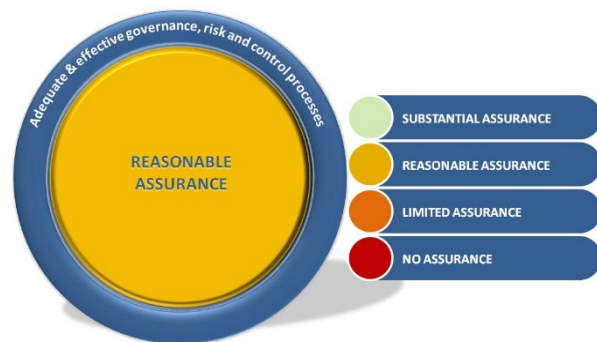 Adequate & effective governance, risk and control processes
REASONABLE
ASSURANCE
SUBSTANTIAL ASSURANCE
REASONABLE ASSURANCE
LIMITED ASSURANCE
NO ASSURANCE